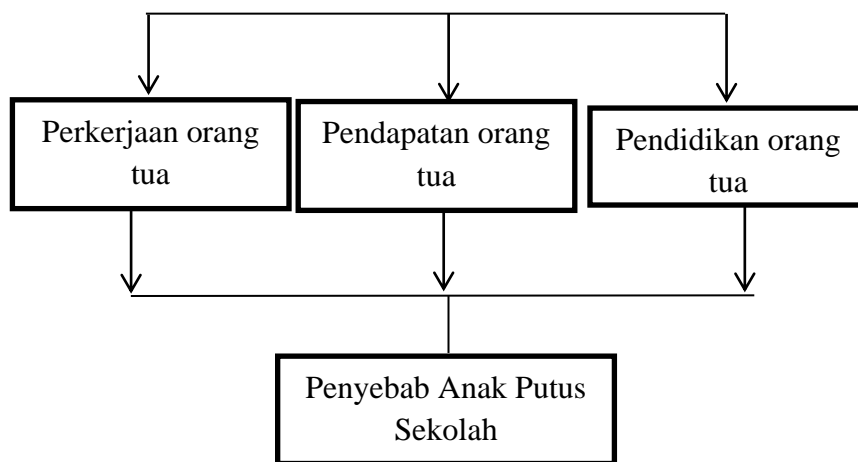 Perkerjaan orang
tua
Pendapatan orang
tua
Pendidikan orang
tua
Penyebab Anak Putus
Sekolah